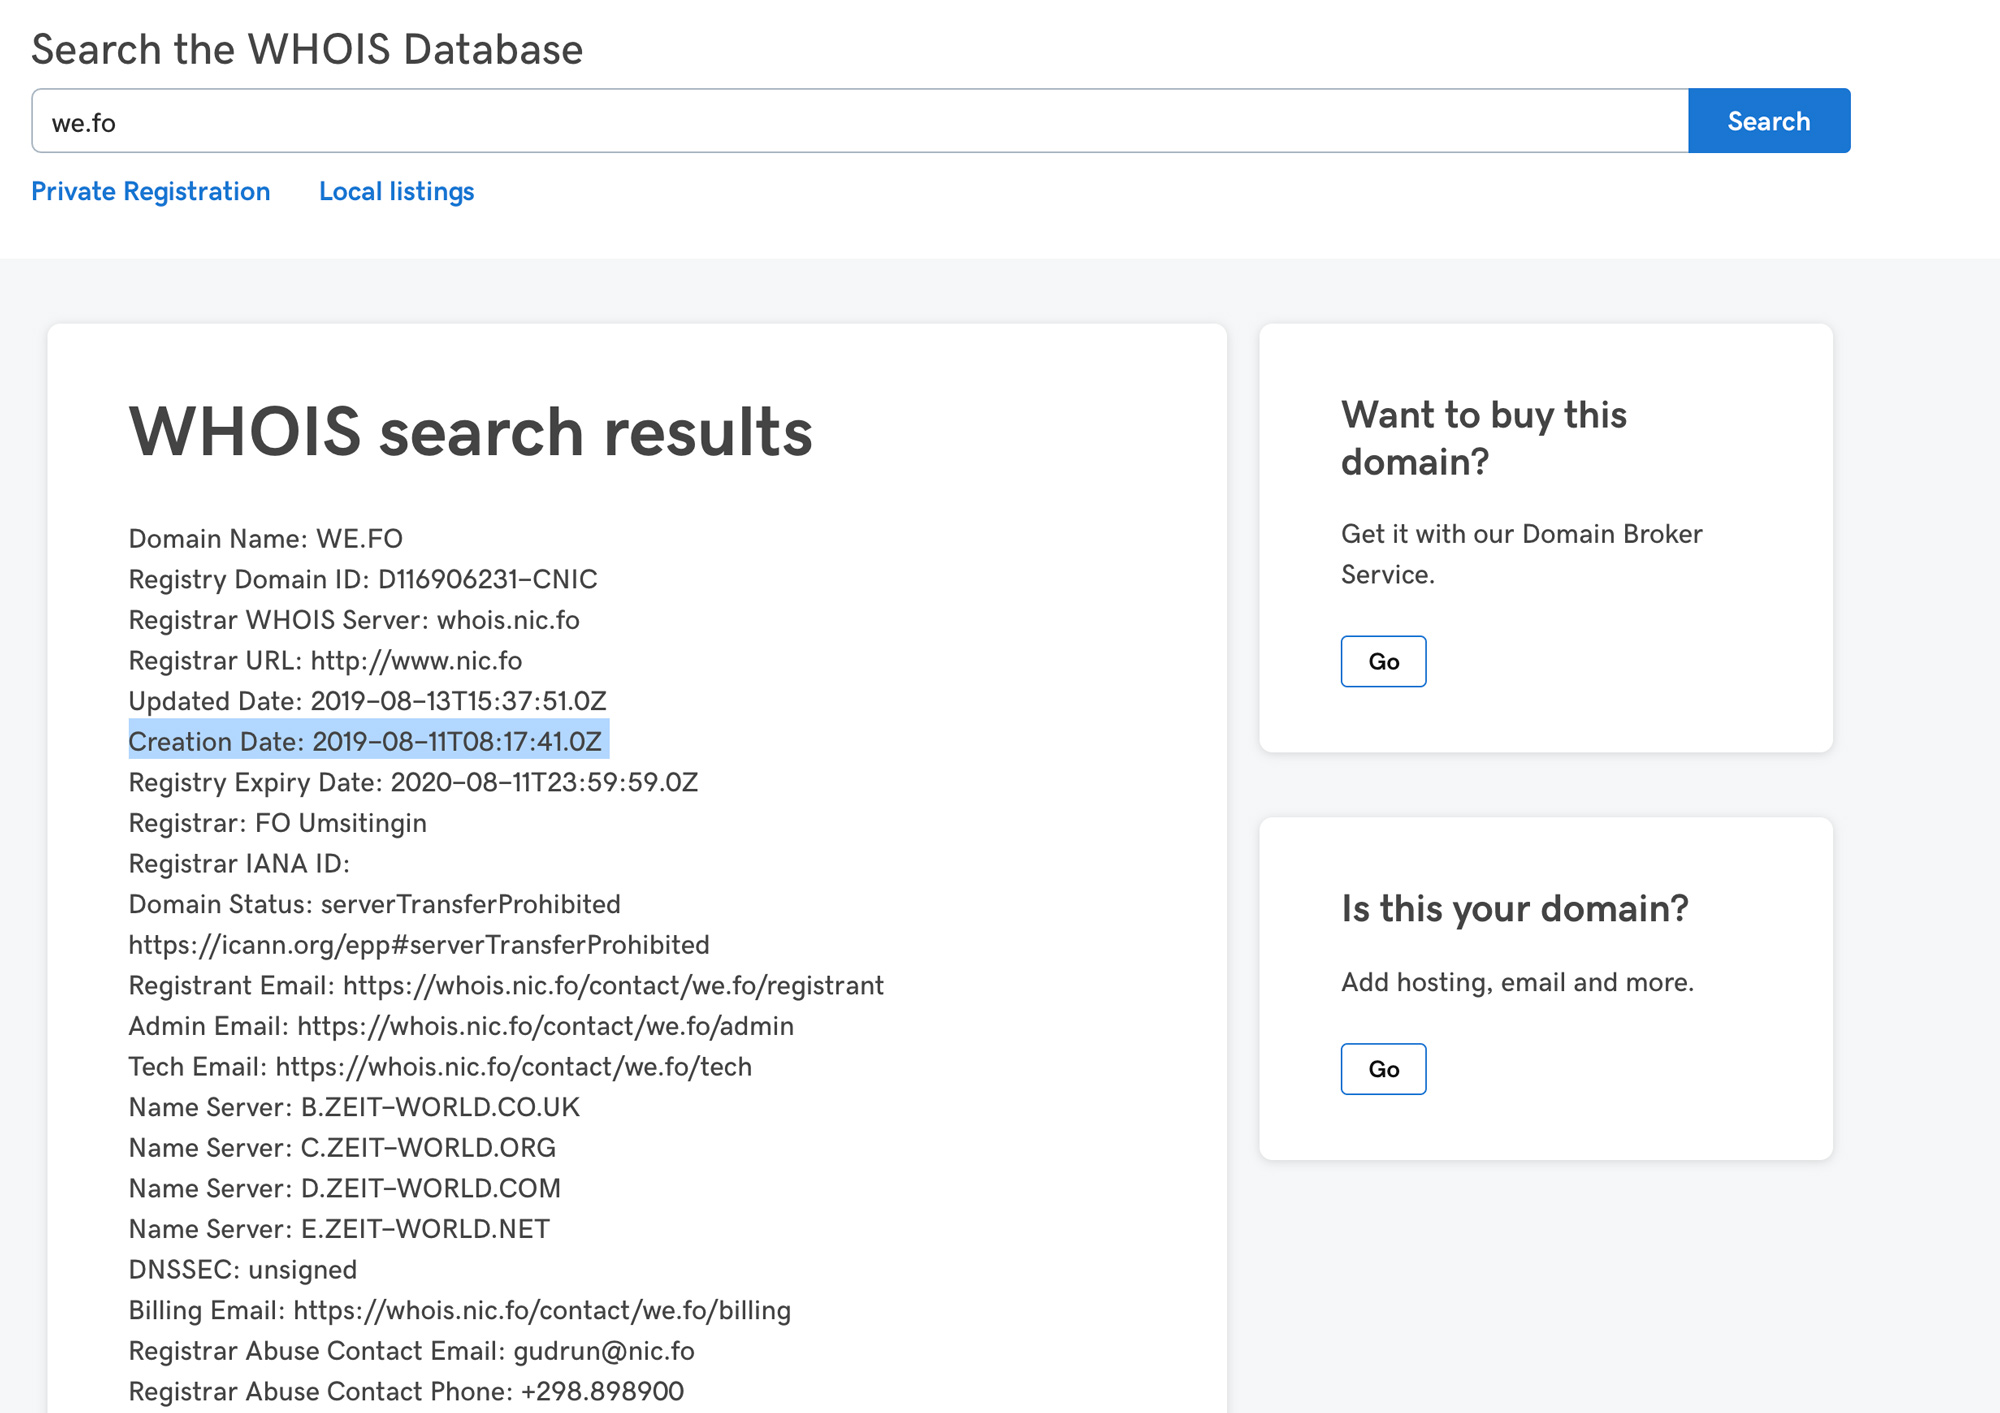 Search the WHOIS Database
we.fo
Search
Private Registration
Local listings
WHOIS search results
Domain Name: WE.FO
Registry Domain ID: D116906231-CNIC
Registrar WHOIS Server: whois.nic.fo
Registrar URL: http://www.nic.fo
Updated Date: 2019-08-13T15:37:51.0Z
Creation Date: 2019-08-11T08:17:41.0Z
Registry Expiry Date: 2020-08-11T23:59:59.0Z
Registrar: FO Umsitingin
Registrar IANA ID:
Domain Status: serverTransferProhibited
https://icann.org/epp#serverTransferProhibited
Registrant Email: https://whois.nic.fo/contact/we.fo/registrant
Admin Email: https://whois.nic.fo/contact/we.fo/admin
Tech Email: https://whois.nic.fo/contact/we.fo/tech
Name Server: B.ZEIT-WORLD.CO.UK
Name Server: C.ZEIT-WORLD.ORG
Name Server: D.ZEIT-WORLD.COM
Name Server: E.ZEIT-WORLD.NET
DNSSEC: unsigned
Billing Email: https://whois.nic.fo/contact/we.fo/billing
Registrar Abuse Contact Email: gudrun@nic.fo
Registrar Abuse Contact Phone: +298.898900
Want to buy this
domain?
Get it with our Domain Broker
Service.
Go
Is this your domain?
Add hosting, email and more.
Go